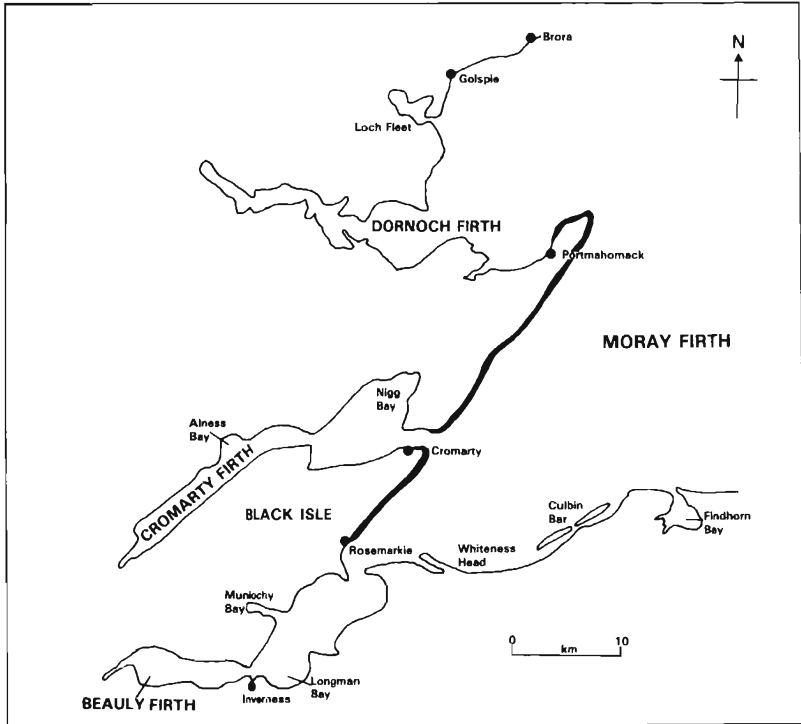 Brora
N
Golspie
Loch Fleet
DORNOCH FIRTH
Portmahomack
MORAY FIRTH
Nigg
Bay
Alness
Bay
Cromarty
CROMARTY FIRTH
BLACK ISLE
Culbin
Bar
Findhorn
Bay
Rosemarkie
Whiteness
Head
Munlochy
Bay
0 10
km
Longman
Bay
Inverness
BEAULY FIRTH